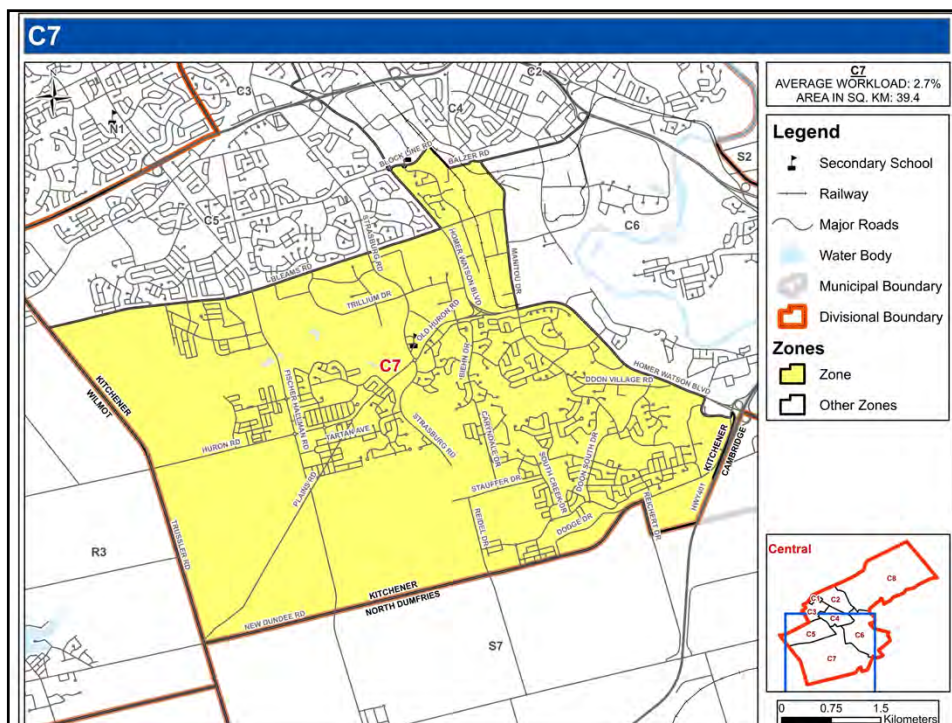 C7
C7
AVERAGE WORKLOAD: 2.7%
AREA IN SQ. KM: 39.4
Legend
Secondary School
Railway
Major Roads
Water Body
Municipal Boundary
Divisional Boundary
Zones
Zone
Other Zones
N1
C3
C2
C4
S2
C5
C6
BLOCK LINE RD
BALZER RD
STRASBURG RD
HOMER WATSON BLVD
MANITOU DR
BLEAMS RD
TRILLIUM DR
OLD HURON RD
C7
BIEHN DR
HOMER WATSON BLVD
DOON VILLAGE RD
KITCHENER
WILMOT
FISCHER HALLMAN RD
STRASBURG RD
CARYNDALE DR
KITCHENER
CAMBRIDGE
TARTAN AVE
HURON RD
DOON SOUTH DR
SOUTH CREEK DR
PLAINS RD
STAUFFER DR
HWY401
REICHERT DR
REIDEL DR
DODGE DR
R3
TRUSSLER RD
KITCHENER
NORTH DUMFRIES
NEW DUNDEE RD
S7
Central
C8
C1
C2
C3
C4
C5
C6
C7
0 0.75 1.5
Kilometers